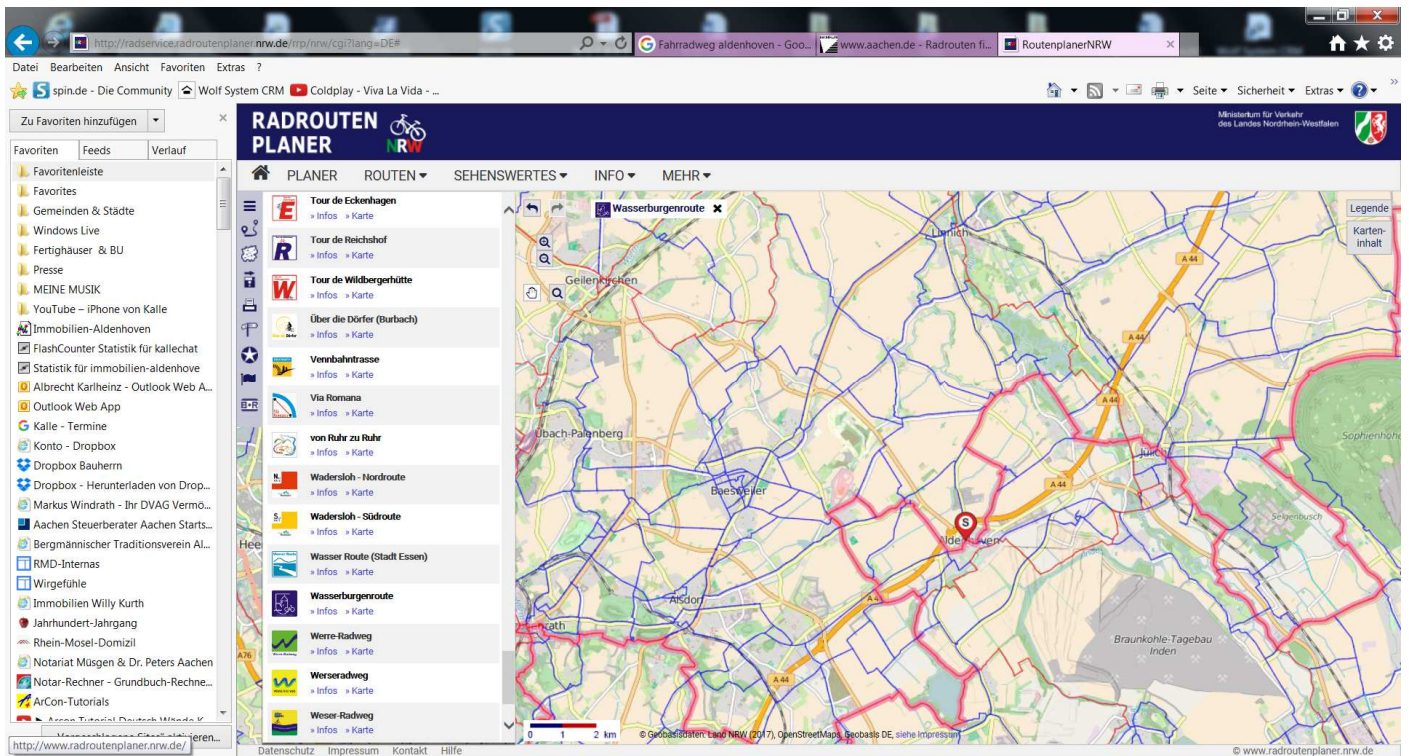 http://radservice.radroutenplaner.nrw.de/rrp/nrw/cgi?lang=DE#
Fahrradweg aldenhoven - Goo...
www.aachen.de - Radrouten fi...
RoutenplanerNRW
Datei Bearbeiten Ansicht Favoriten Extras ?
spin.de - Die Community
Wolf System CRM
Coldplay - Viva La Vida - ...
Seite
Sicherheit
Extras
Zu Favoriten hinzufügen
Favoriten
Feeds
Verlauf
Favoritenleiste
Favorites
Gemeinden & Städte
Windows Live
Fertighäuser & BU
Presse
MEINE MUSIK
YouTube – iPhone von Kalle
Immobilien-Aldenhoven
FlashCounter Statistik für kallechat
Statistik für immobilien-aldenhove
Albrecht Karlheinz - Outlook Web A...
Outlook Web App
Kalle - Termine
Konto - Dropbox
Dropbox Bauherrn
Dropbox - Herunterladen von Drop...
Markus Windrath - Ihr DVAG Vermö...
Aachen Steuerberater Aachen Starts...
Bergmännischer Traditionsverein Al...
RMD-Internas
Wirgefühle
Immobilien Willy Kurth
Jahrhundert-Jahrgang
Rhein-Mosel-Domizil
Notariat Müsgen & Dr. Peters Aachen
Notar-Rechner - Grundbuch-Rechne...
ArCon-Tutorials
http://www.radroutenplaner.nrw.de/
RADROUTEN
PLANER
NRW
Ministerium für Verkehr
des Landes Nordrhein-Westfalen
PLANER
ROUTEN
SEHENSWERTES
INFO
MEHR
Tour de Eckenhagen
» Infos » Karte
Tour de Reichshof
» Infos » Karte
Tour de Wildbergerhütte
» Infos » Karte
Über die Dörfer (Burbach)
» Infos » Karte
Vennbahntrasse
» Infos » Karte
Via Romana
» Infos » Karte
von Ruhr zu Ruhr
» Infos » Karte
Wadersloh - Nordroute
» Infos » Karte
Wadersloh - Südroute
» Infos » Karte
Wasser Route (Stadt Essen)
» Infos » Karte
Wasserburgenroute
» Infos » Karte
Werre-Radweg
» Infos » Karte
Werseradweg
» Infos » Karte
Weser-Radweg
» Infos » Karte
Wasserburgenroute
Legende
Karten-
inhalt
Linnich
Geilenkirchen
A 44
A 44
A 44
Sophienhöhe
Übach-Palenberg
Jülich
A 44
Baesweiler
Selgenbusch
S
Aldenhoven
Alsdorf
A 4
rath
Braunkohle-Tagebau
Inden
A76
A 44
0 1 2 km
© Geobasisdaten: Land NRW (2017), OpenStreetMaps, Geobasis DE, siehe Impressum
Datenschutz Impressum Kontakt Hilfe
© www.radroutenplaner.nrw.de